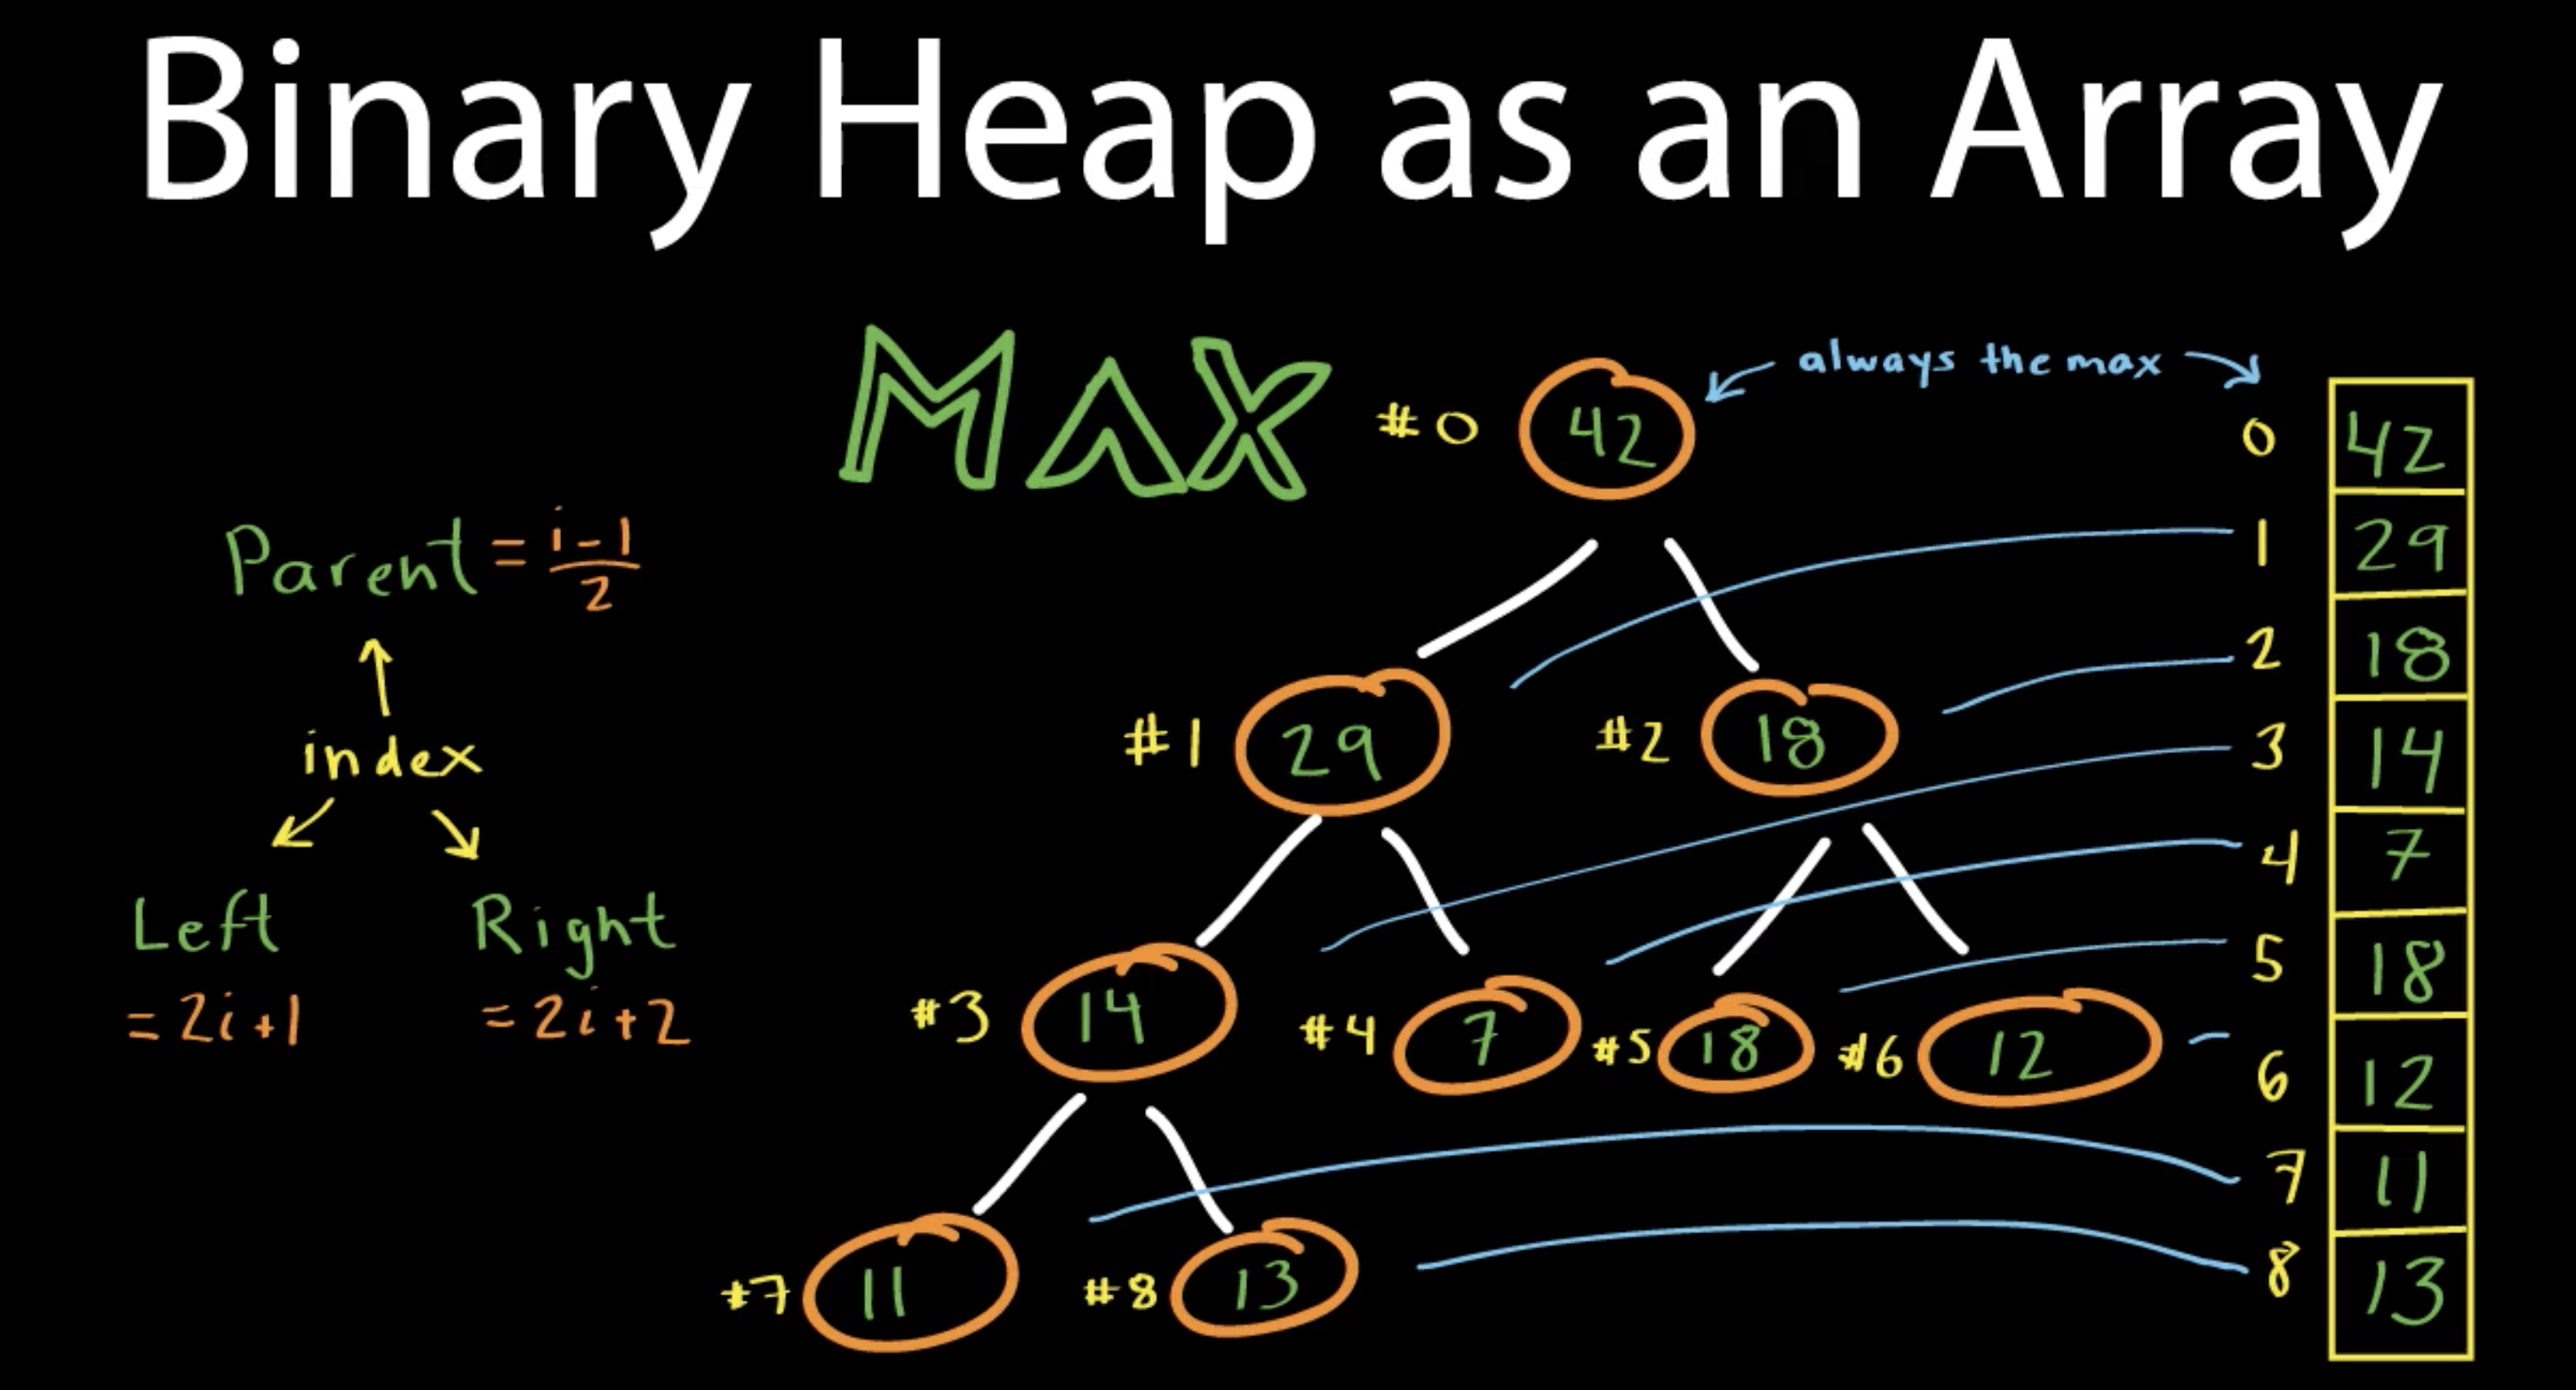 Binary Heap as an Array
MAX
#0 42
always the max
Parent = i-1
2
index
Left
= 2i+1
Right
= 2i+2
#1 29
#2 18
#3 14
#4 7
#5 18
#6 12
#7 11
#8 13
0 42
1 29
2 18
3 14
4 7
5 18
6 12
7 11
8 13